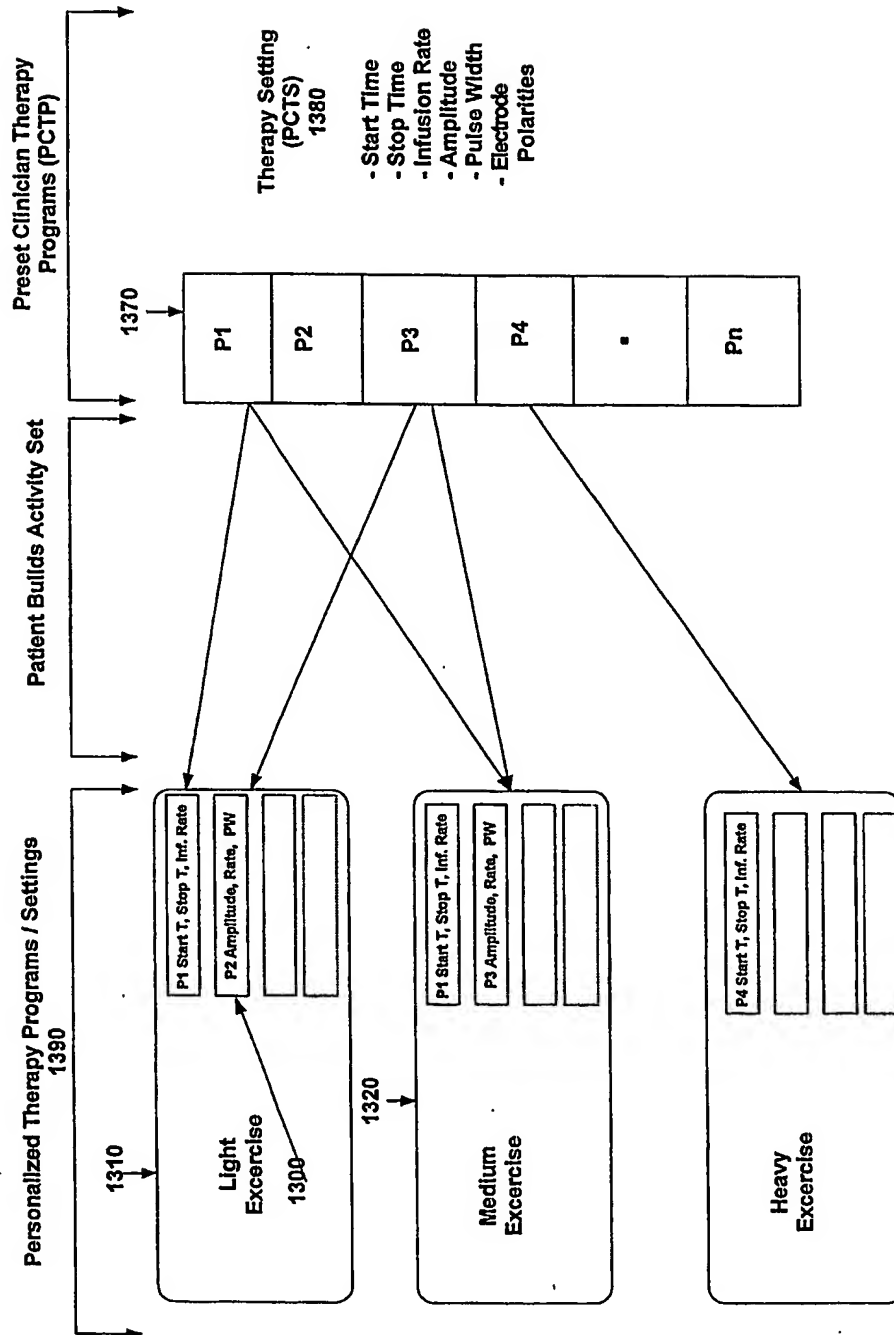 Personalized Therapy Programs / Settings
1390
Patient Builds Activity Set
Preset Clinician Therapy
Programs (PCTP)
1310
Light
Excercise
1300
P1 Start T, Stop T, Inf. Rate
P2 Amplitude, Rate, PW
1320
Medium
Excercise
P1 Start T, Stop T, Inf. Rate
P3 Amplitude, Rate, PW
Heavy
Excercise
P4 Start T, Stop T, Inf. Rate
1370
P1
P2
P3
P4
Pn
Therapy Setting
(PCTS)
1380
- Start Time
- Stop Time
- Infusion Rate
- Amplitude
- Pulse Width
- Electrode
Polarities